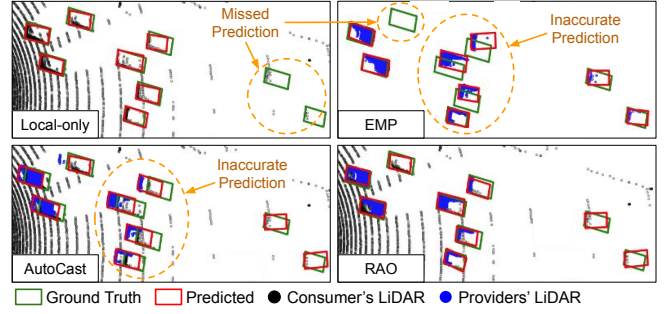 Missed
Prediction
Inaccurate
Prediction
Local-only
EMP
Inaccurate
Prediction
AutoCast
RAO
Ground Truth
Predicted
Consumer's LiDAR
Providers' LiDAR